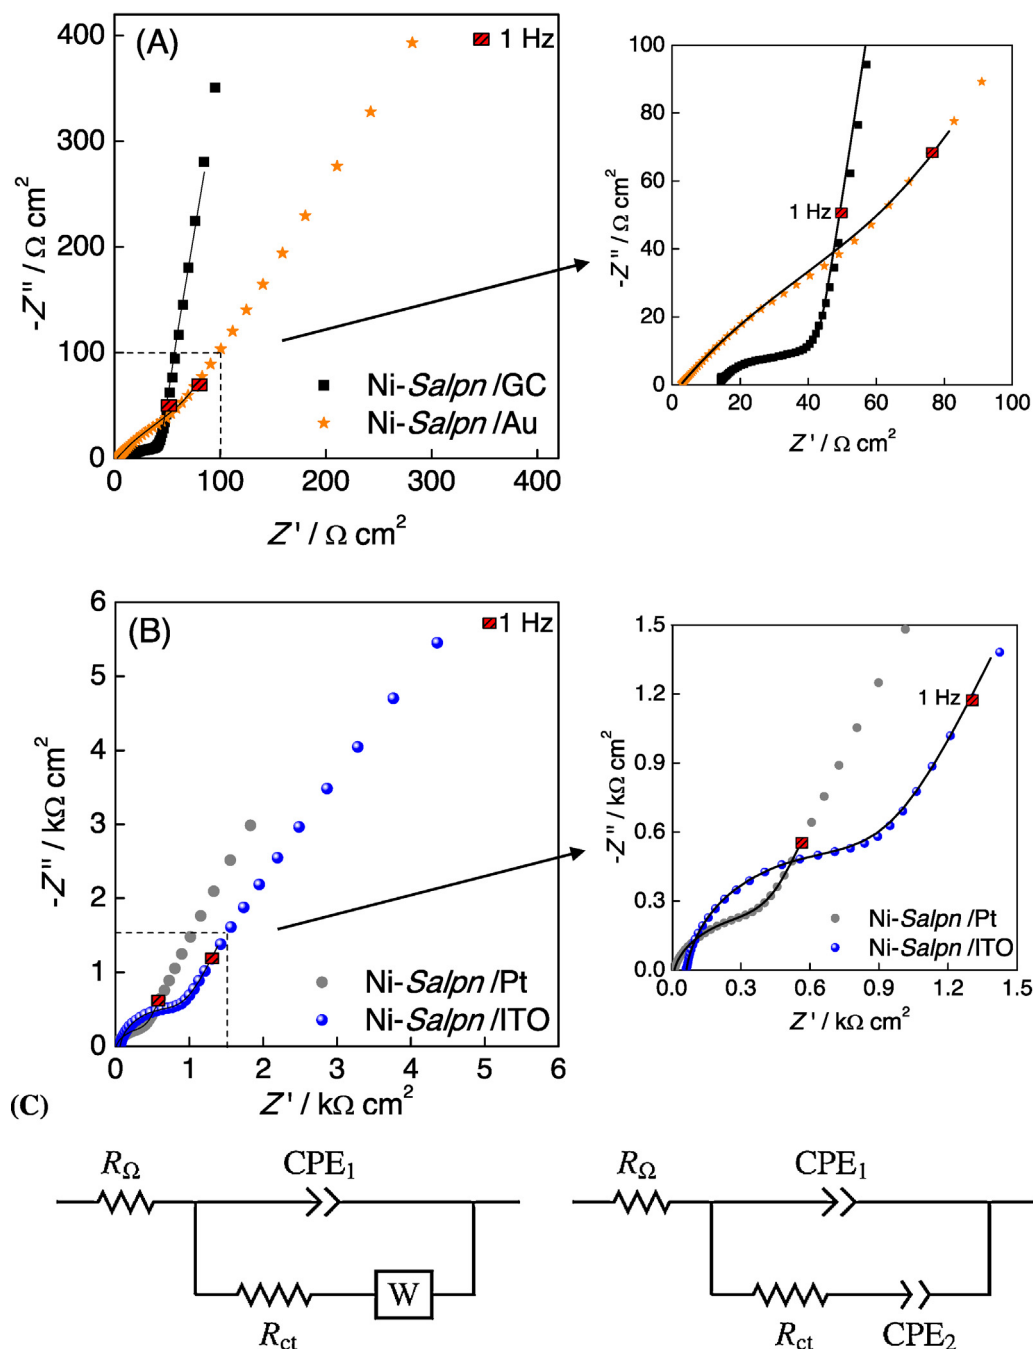 (A)
1 Hz
400
300
200
100
0
-Z'' / Ω cm²
Ni-Salpn /GC
Ni-Salpn /Au
0 100 200 300 400
Z' / Ω cm²
100
80
60
40
20
0
-Z'' / Ω cm²
1 Hz
0 20 40 60 80 100
Z' / Ω cm²
(B)
1 Hz
6
5
4
3
2
1
0
-Z'' / kΩ cm²
Ni-Salpn /Pt
Ni-Salpn /ITO
0 1 2 3 4 5 6
Z' / kΩ cm²
1.5
1.2
0.9
0.6
0.3
0.0
-Z'' / kΩ cm²
1 Hz
Ni-Salpn /Pt
Ni-Salpn /ITO
0.0 0.3 0.6 0.9 1.2 1.5
Z' / kΩ cm²
(C)
RΩ CPE₁
W
Rct
RΩ CPE₁
Rct CPE₂